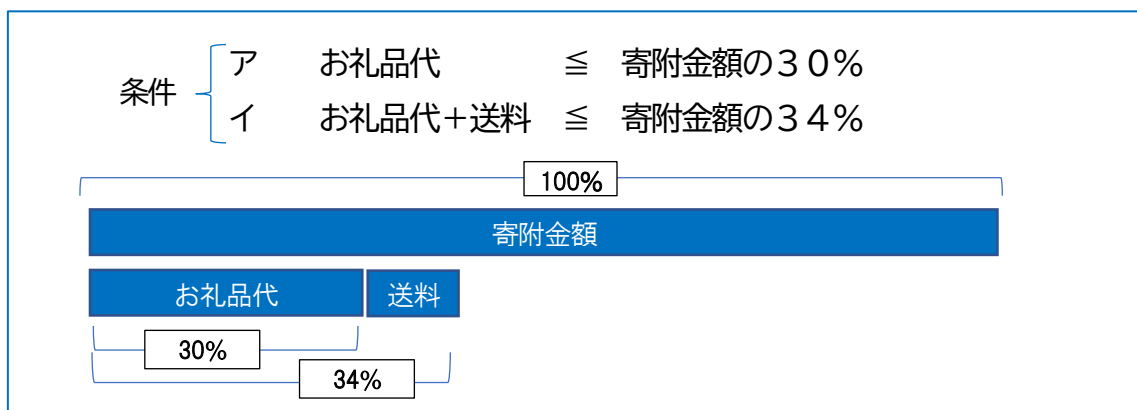 条件
ア お礼品代 ≦ 寄附金額の３０％
イ お礼品代＋送料 ≦ 寄附金額の３４％
100%
寄附金額
お礼品代 送料
30%
34%